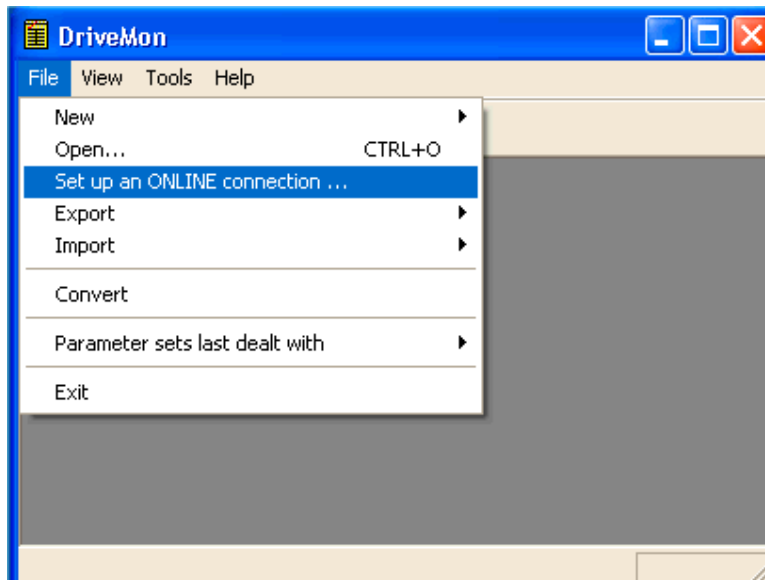 DriveMon
File View Tools Help
New
Open... CTRL+O
Set up an ONLINE connection ...
Export
Import
Convert
Parameter sets last dealt with
Exit